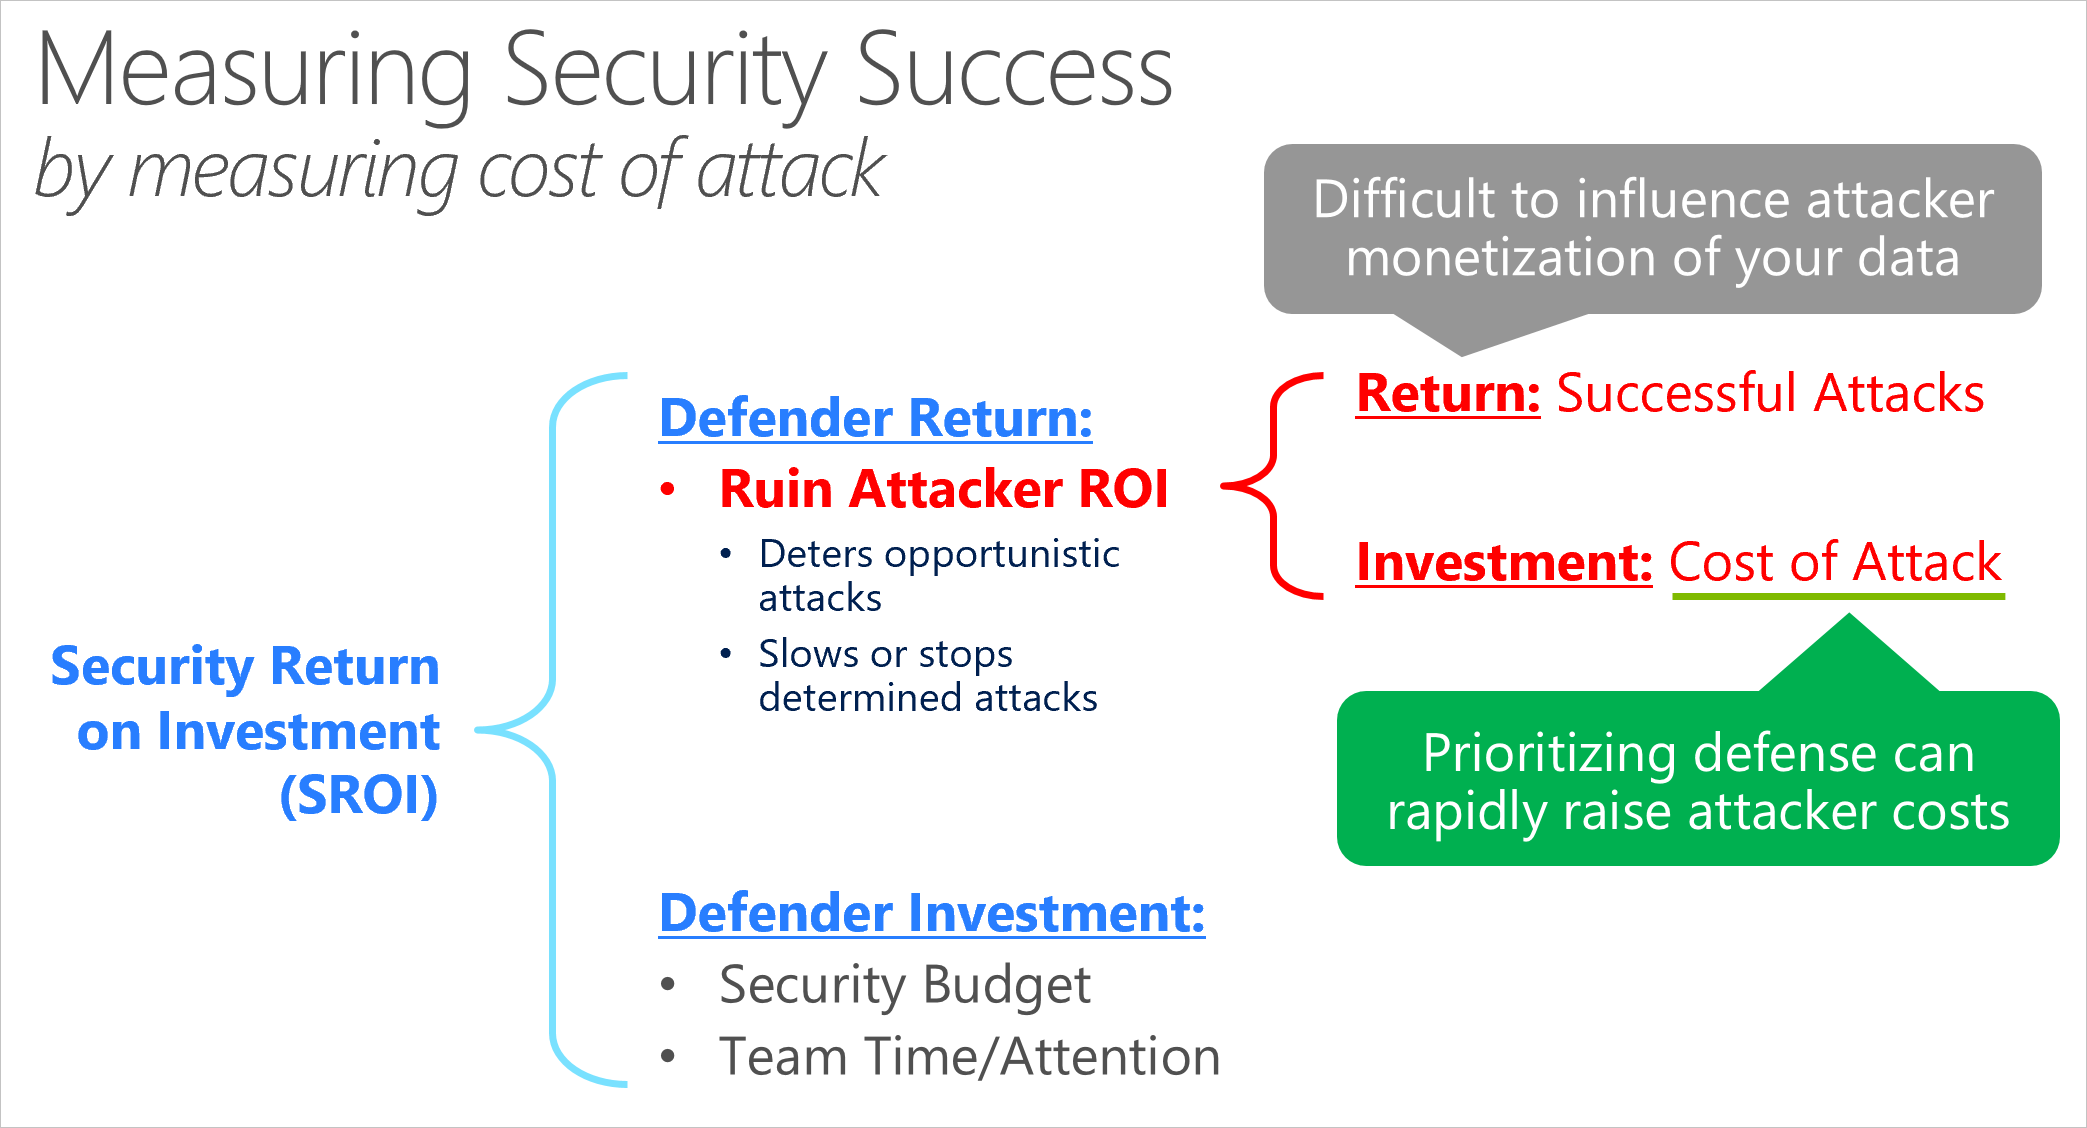 Measuring Security Success
by measuring cost of attack
Difficult to influence attacker
monetization of your data
Security Return
on Investment
(SROI)
Defender Return:
• Ruin Attacker ROI
• Deters opportunistic
attacks
• Slows or stops
determined attacks
Return: Successful Attacks
Investment: Cost of Attack
Prioritizing defense can
rapidly raise attacker costs
Defender Investment:
• Security Budget
• Team Time/Attention